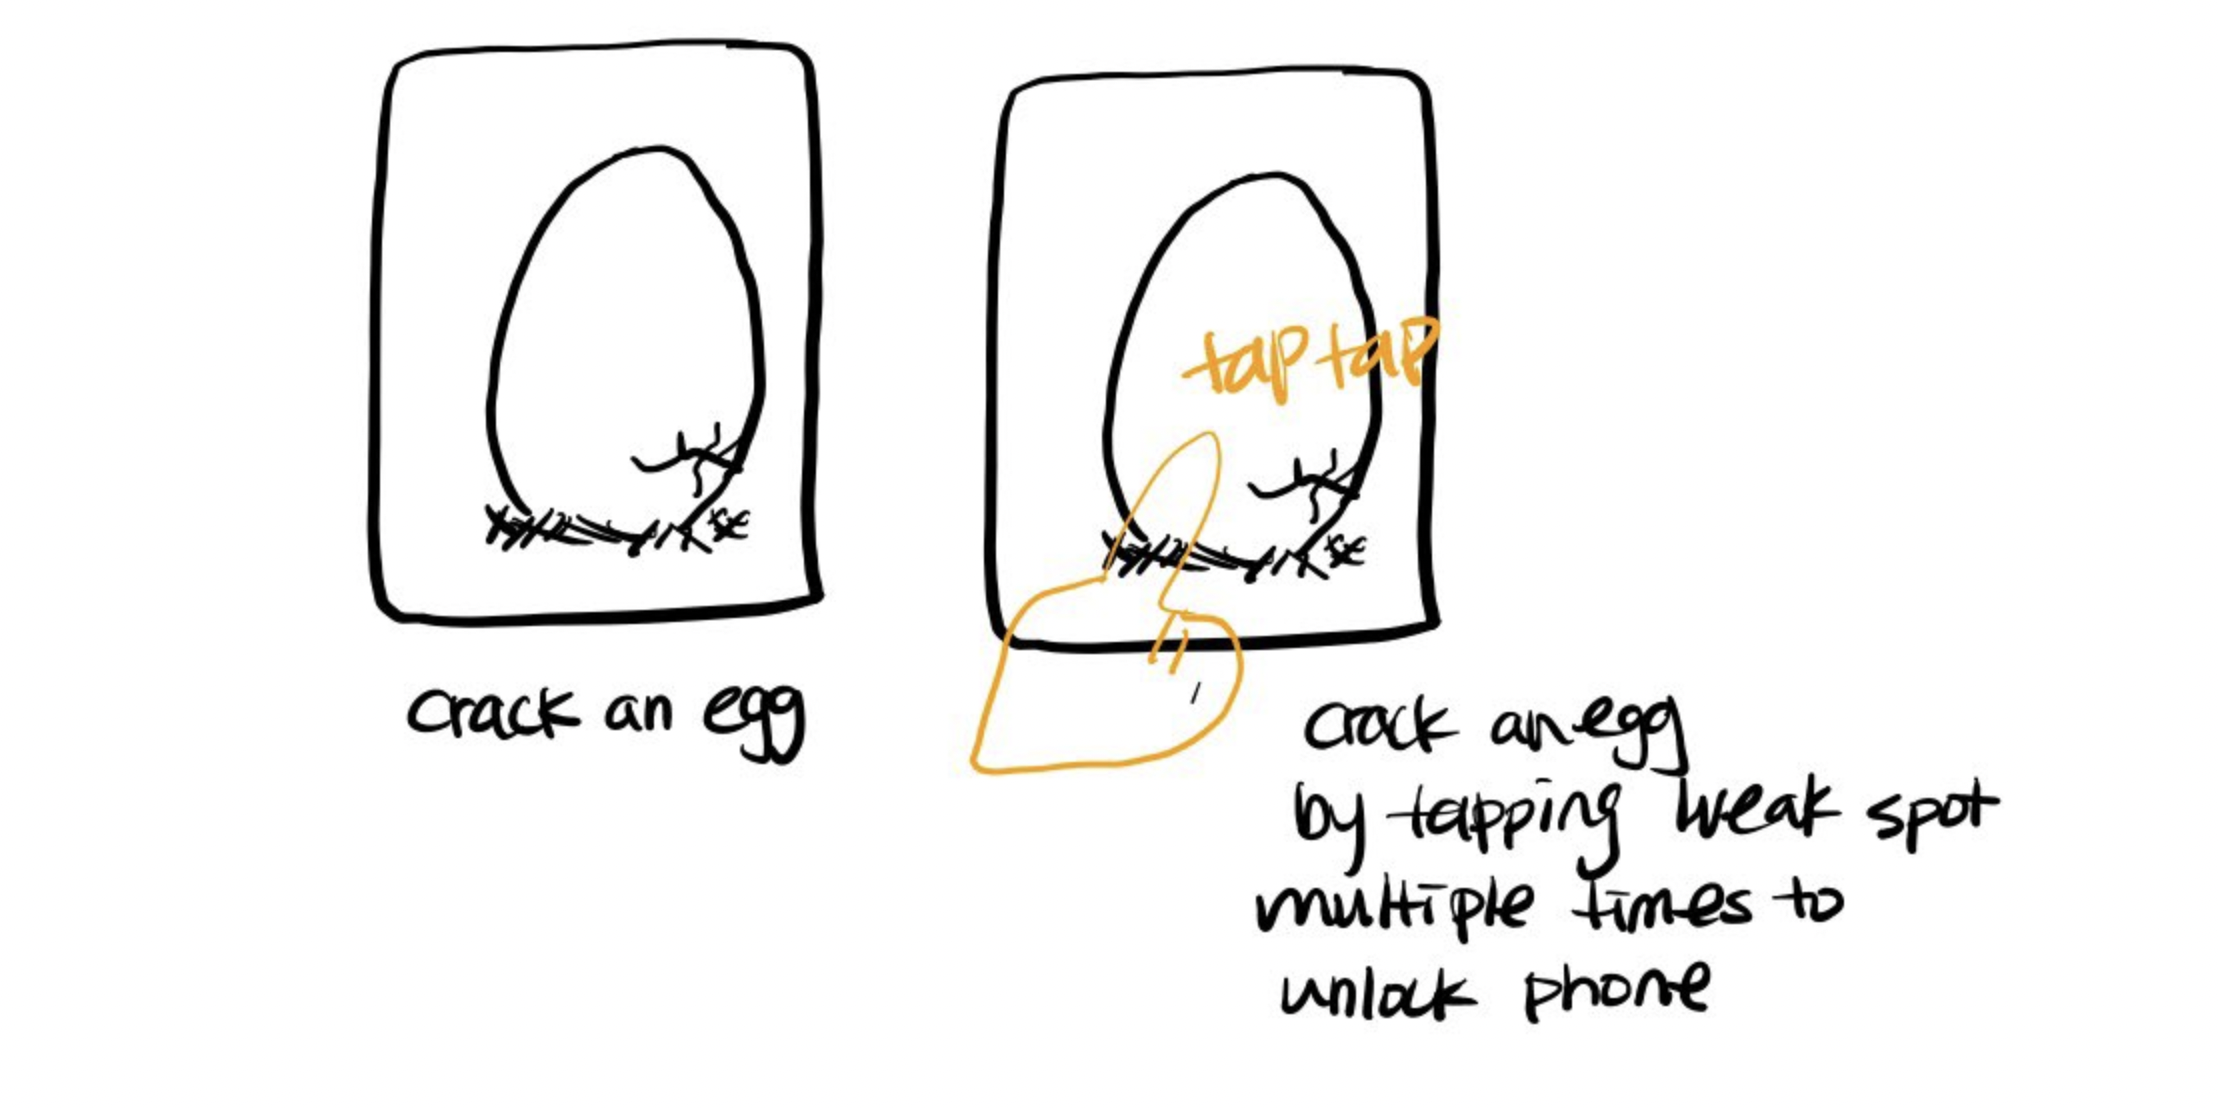 tap tap
crack an egg
crack an egg
by tapping weak spot
multiple times to
unlock phone